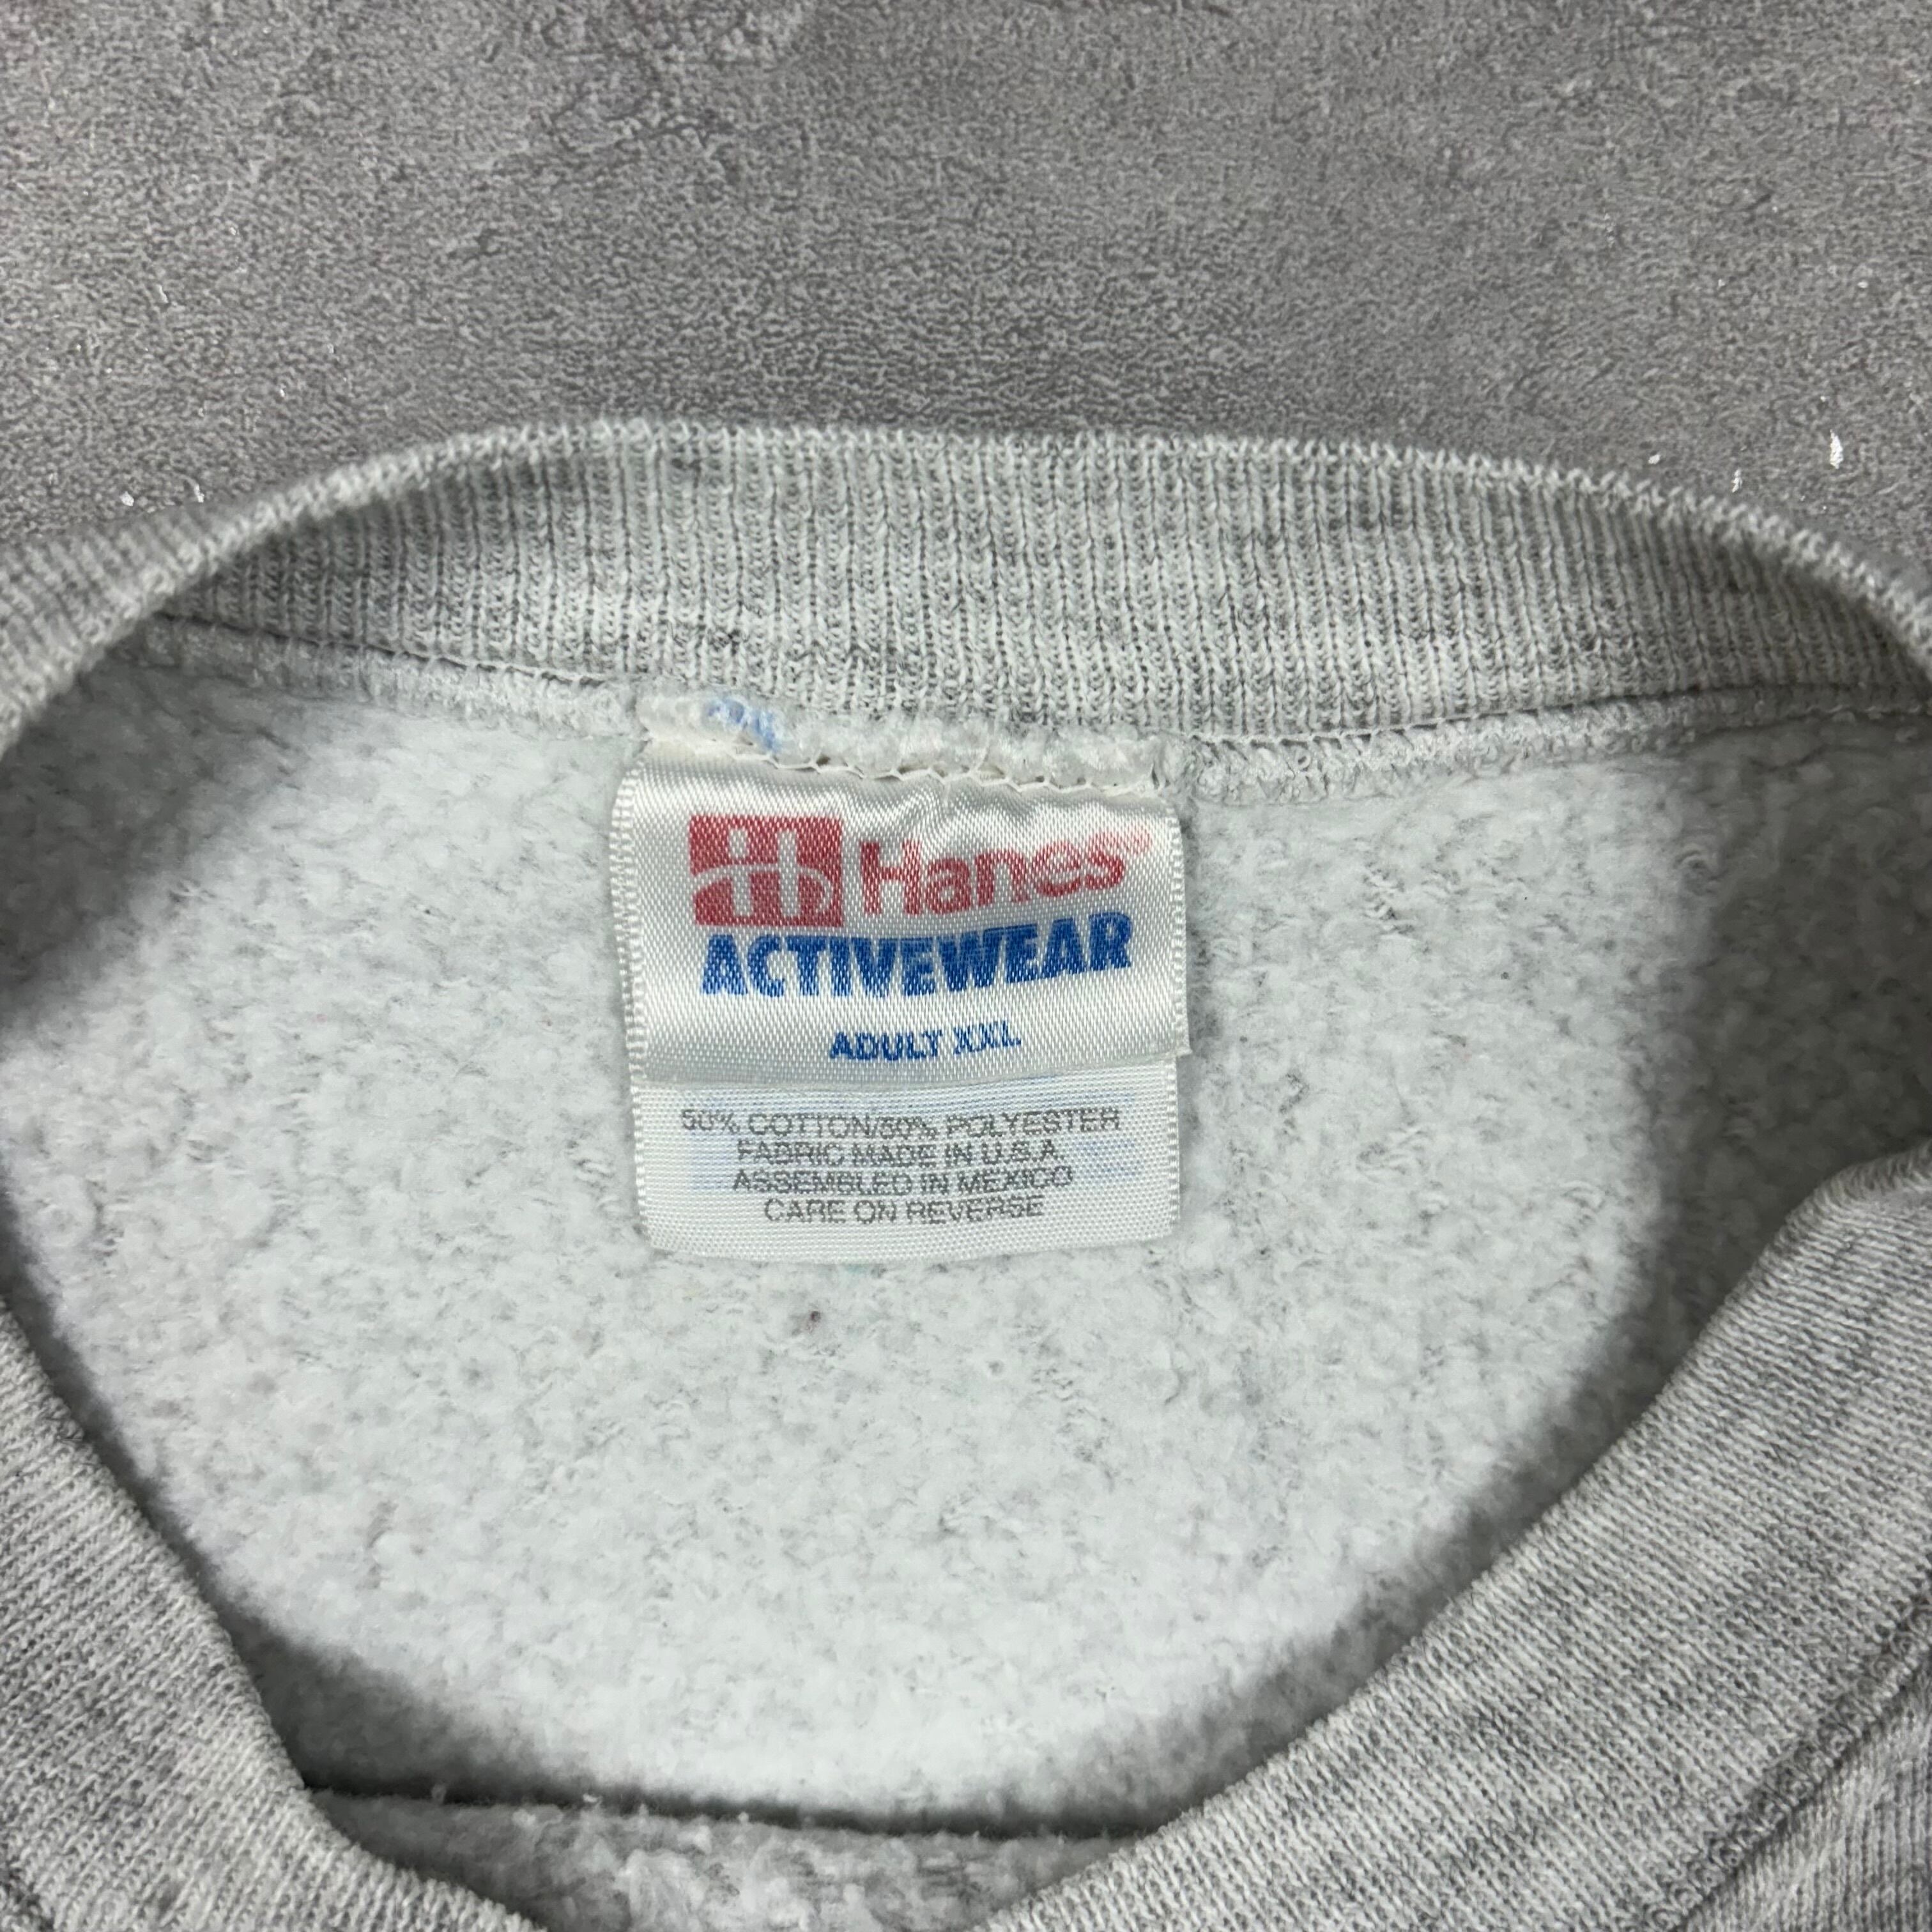 Hanes®
ACTIVEWEAR
ADULT XXL
50% COTTON/50% POLYESTER
FABRIC MADE IN U.S.A.
ASSEMBLED IN MEXICO
CARE ON REVERSE